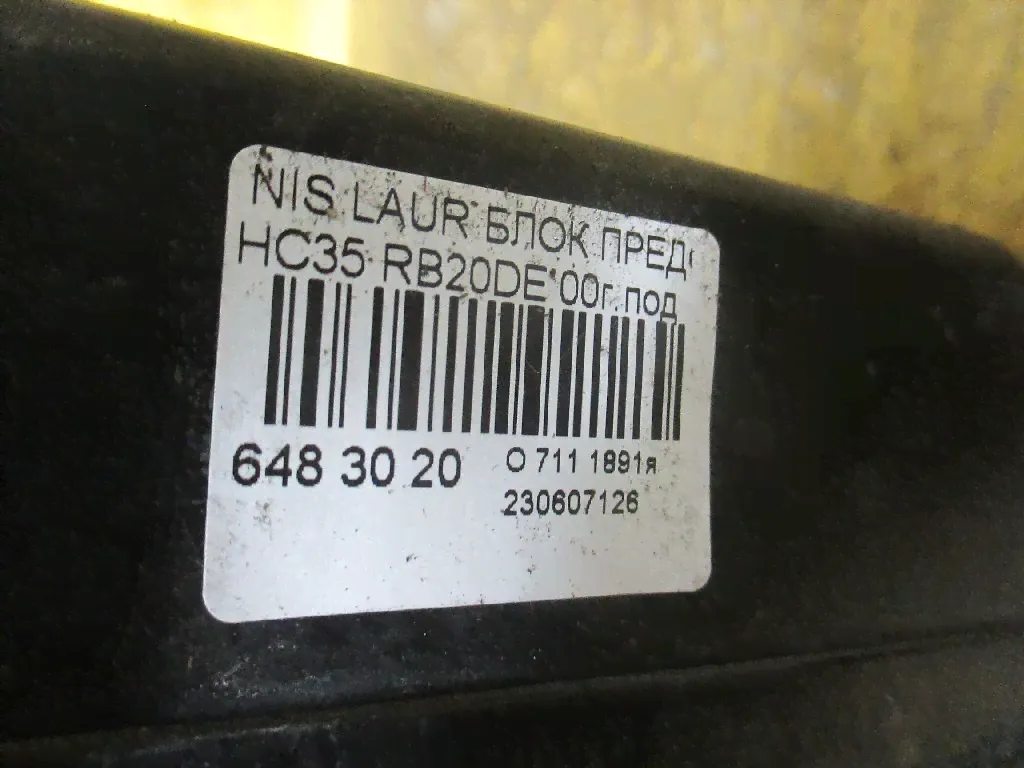 NIS LAUR БЛОК ПРЕД
HC35 RB20DE 00г. под
648 30 20
O 711 1891я
230607126